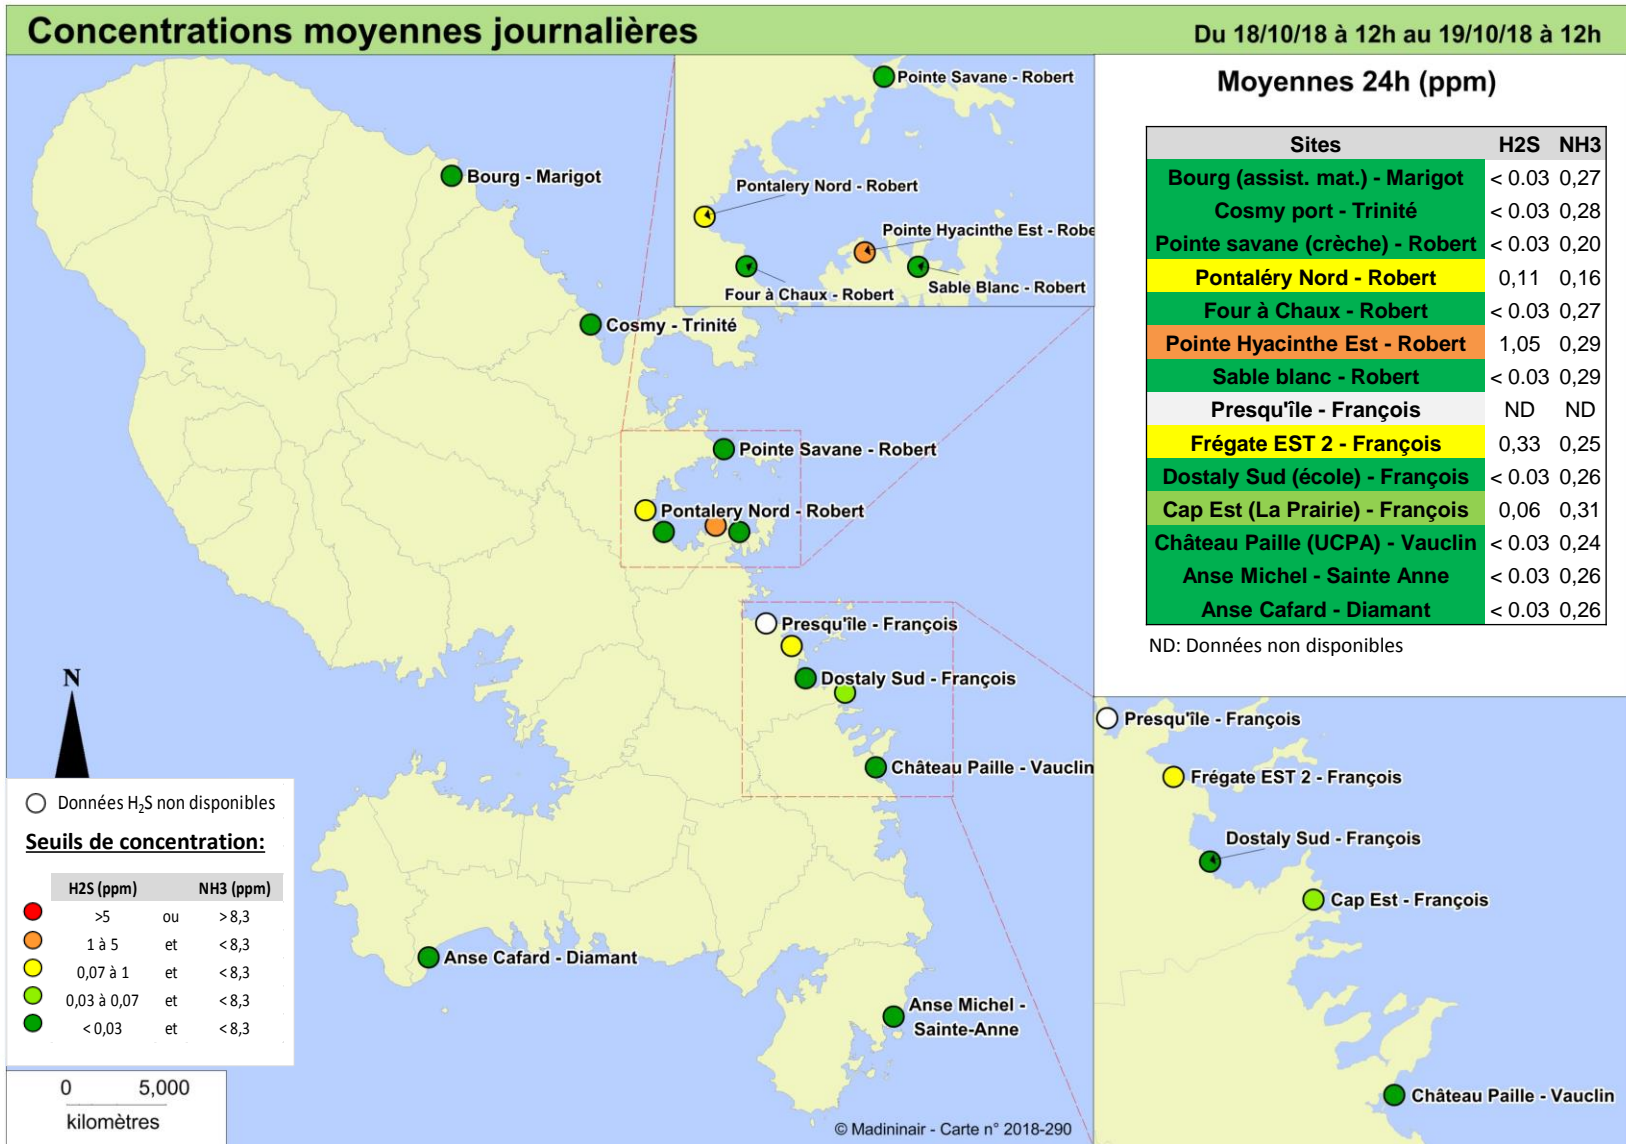 Concentrations moyennes journalières
Du 18/10/18 à 12h au 19/10/18 à 12h
Moyennes 24h (ppm)
Sites H2S NH3
Bourg (assist. mat.) - Marigot < 0.03 0,27
Cosmy port - Trinité < 0.03 0,28
Pointe savane (crèche) - Robert < 0.03 0,20
Pontaléry Nord - Robert 0,11 0,16
Four à Chaux - Robert < 0.03 0,27
Pointe Hyacinthe Est - Robert 1,05 0,29
Sable blanc - Robert < 0.03 0,29
Presqu'île - François ND ND
Frégate EST 2 - François 0,33 0,25
Dostaly Sud (école) - François < 0.03 0,26
Cap Est (La Prairie) - François 0,06 0,31
Château Paille (UCPA) - Vauclin < 0.03 0,24
Anse Michel - Sainte Anne < 0.03 0,26
Anse Cafard - Diamant < 0.03 0,26
ND: Données non disponibles
Pointe Savane - Robert
Pontalery Nord - Robert
Pointe Hyacinthe Est - Robe
Four à Chaux - Robert
Sable Blanc - Robert
Bourg - Marigot
Cosmy - Trinité
Pointe Savane - Robert
Pontalery Nord - Robert
Presqu'île - François
Dostaly Sud - François
Château Paille - Vauclin
Anse Cafard - Diamant
Anse Michel -
Sainte-Anne
Presqu'île - François
Frégate EST 2 - François
Dostaly Sud - François
Cap Est - François
Château Paille - Vauclin
N
Données H₂S non disponibles
Seuils de concentration:
H2S (ppm) NH3 (ppm)
>5 ou > 8,3
1 à 5 et < 8,3
0,07 à 1 et < 8,3
0,03 à 0,07 et < 8,3
< 0,03 et < 8,3
0 5,000
kilomètres
© Madininair - Carte n° 2018-290